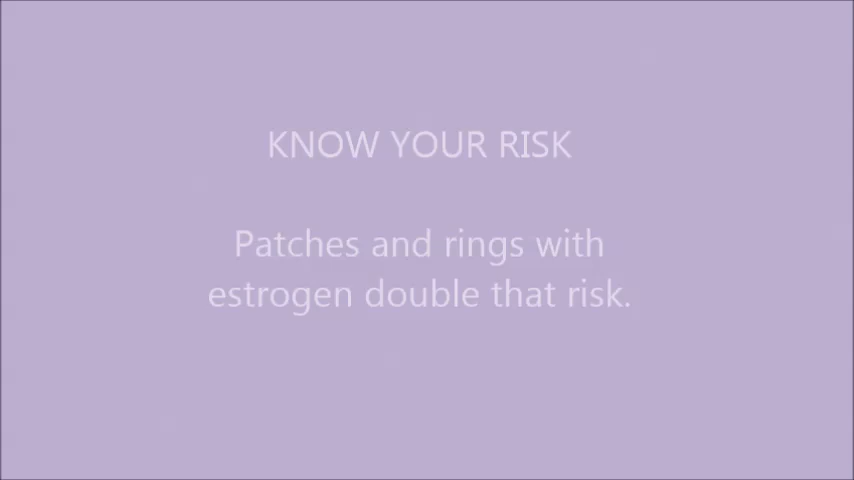 KNOW YOUR RISK
Patches and rings with
estrogen double that risk.